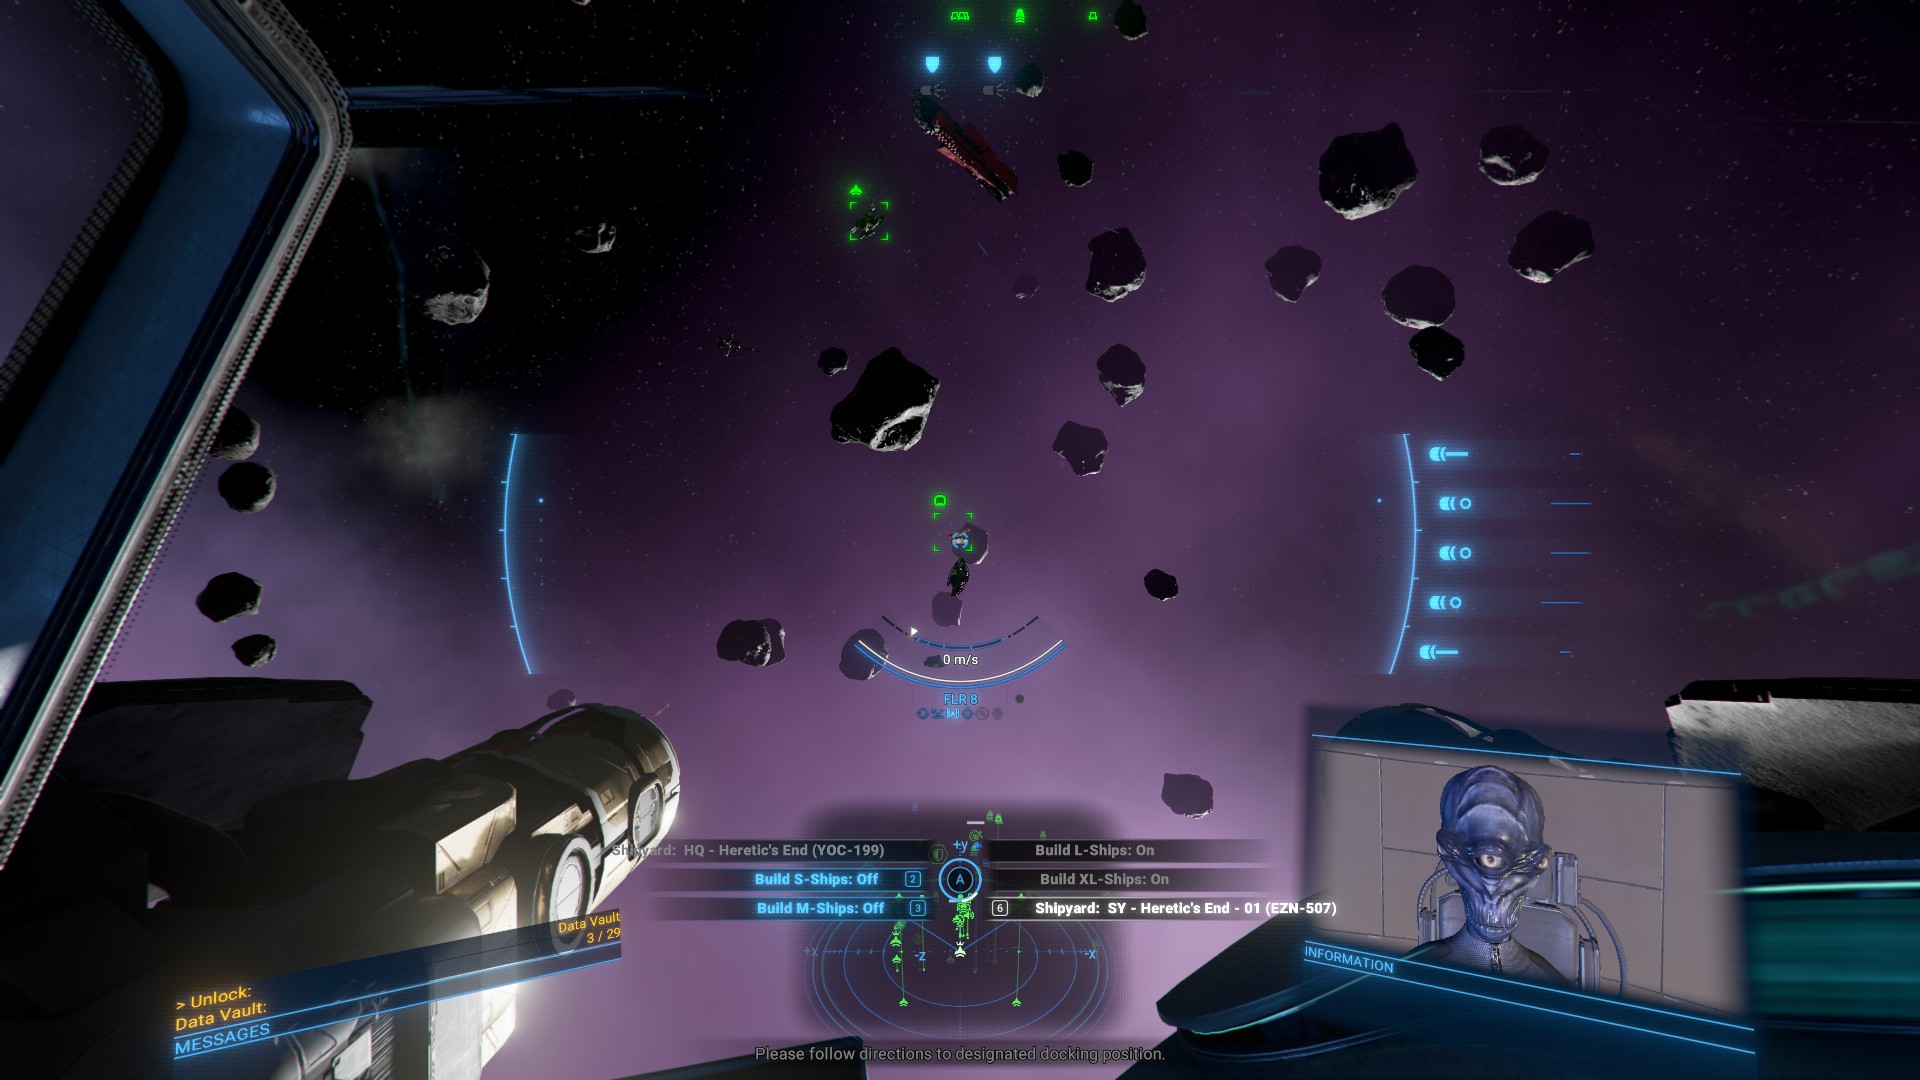 0 m/s
FLR 8
Shipyard: HQ - Heretic's End (YOC-199)
Build S-Ships: Off 2
Build M-Ships: Off 3
+y
A
Build L-Ships: On
Build XL-Ships: On
6 Shipyard: SY - Heretic's End - 01 (EZN-507)
+X
-Z
-X
Data Vault
3 / 29
> Unlock:
Data Vault:
MESSAGES
INFORMATION
Please follow directions to designated docking position.